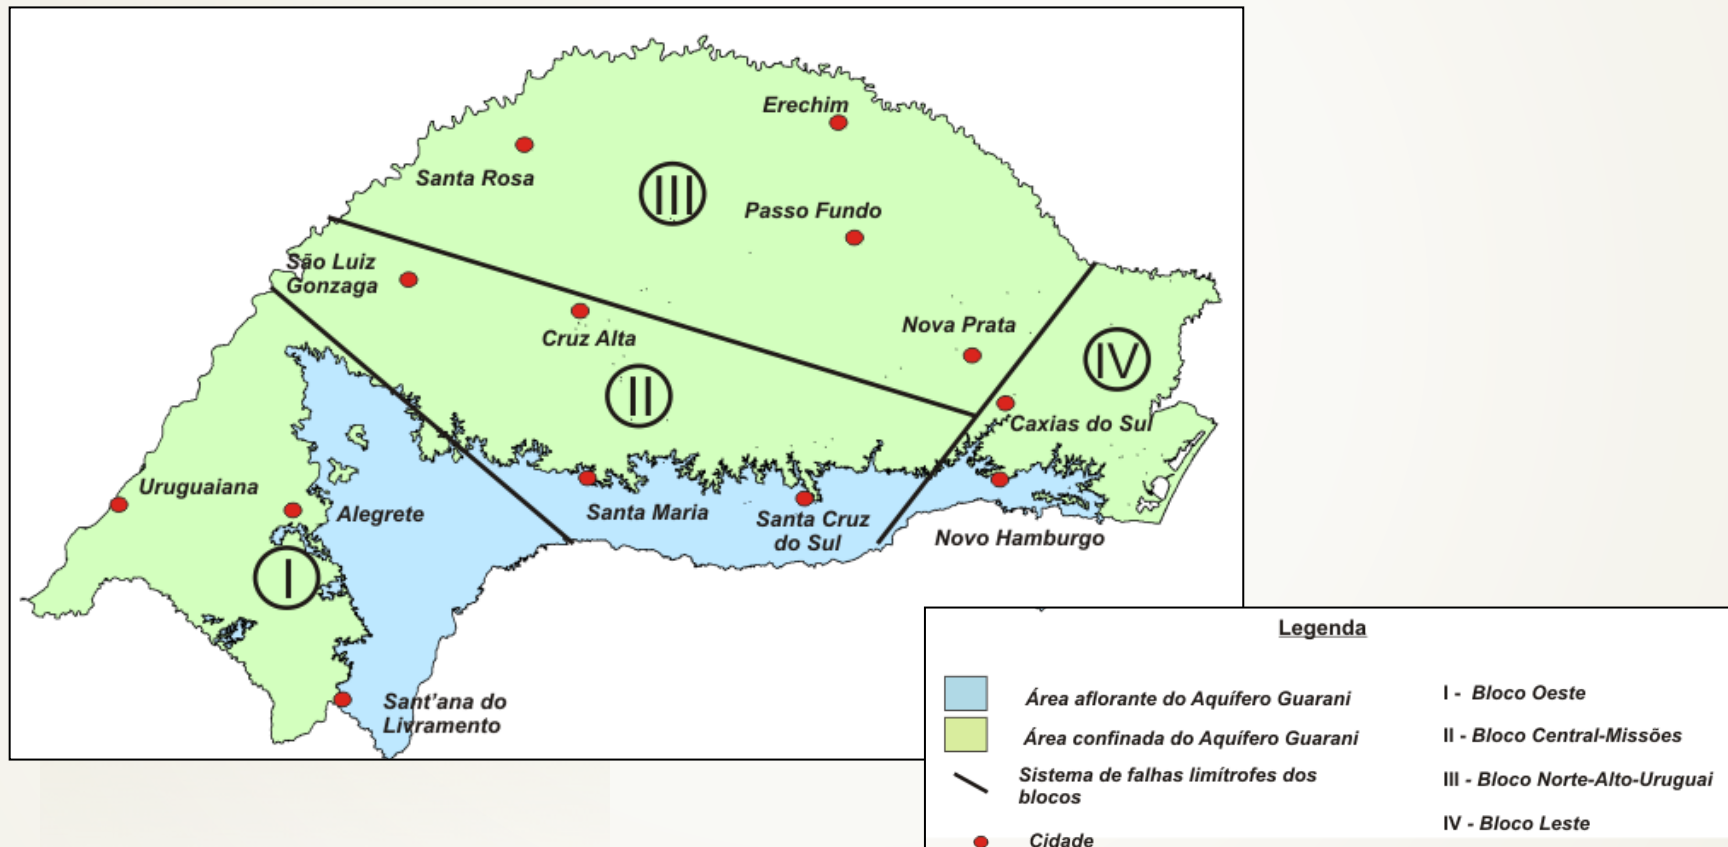 Erechim
Santa Rosa
III
Passo Fundo
São Luiz
Gonzaga
Cruz Alta
Nova Prata
IV
II
Caxias do Sul
Uruguaiana
Alegrete
Santa Maria
Santa Cruz
do Sul
Novo Hamburgo
I
Sant'ana do
Livramento
Legenda
Área aflorante do Aquífero Guarani
Área confinada do Aquífero Guarani
Sistema de falhas limítrofes dos
blocos
Cidade
I - Bloco Oeste
II - Bloco Central-Missões
III - Bloco Norte-Alto-Uruguai
IV - Bloco Leste